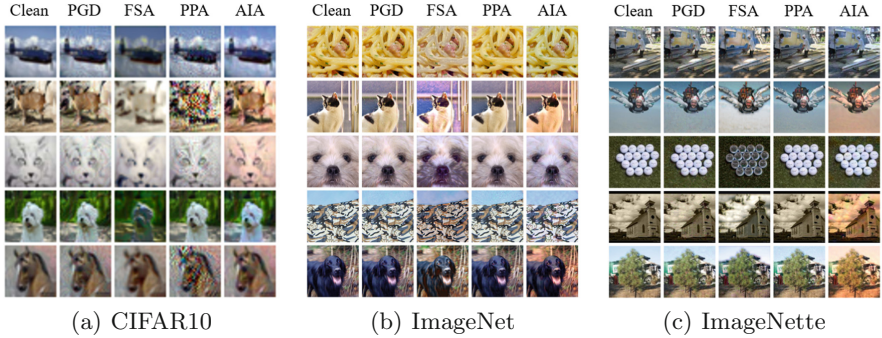 Clean PGD FSA PPA AIA Clean PGD FSA PPA AIA Clean PGD FSA PPA AIA
(a) CIFAR10 (b) ImageNet (c) ImageNette